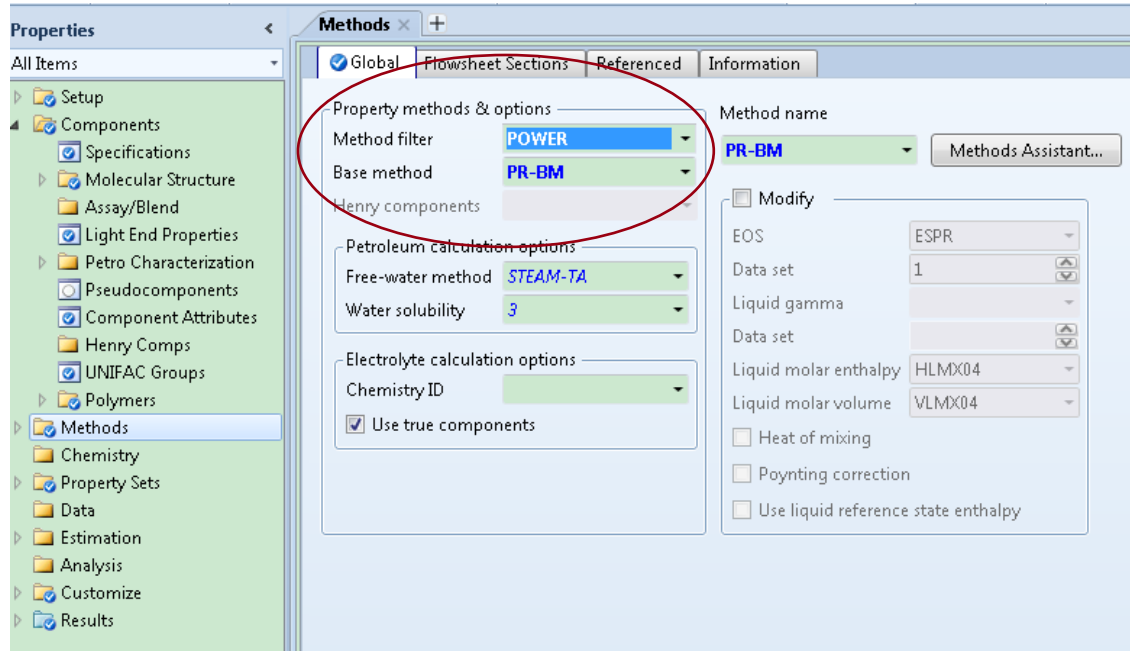 Properties
All Items
Setup
Components
Specifications
Molecular Structure
Assay/Blend
Light End Properties
Petro Characterization
Pseudocomponents
Component Attributes
Henry Comps
UNIFAC Groups
Polymers
Methods
Chemistry
Property Sets
Data
Estimation
Analysis
Customize
Results
Methods
Global Flowsheet Sections Referenced Information
Property methods & options
Method filter POWER
Base method PR-BM
Henry components
Petroleum calculation options
Free-water method STEAM-TA
Water solubility 3
Electrolyte calculation options
Chemistry ID
Use true components
Method name
PR-BM Methods Assistant...
Modify
EOS ESPR
Data set 1
Liquid gamma
Data set
Liquid molar enthalpy HLMX04
Liquid molar volume VLMX04
Heat of mixing
Poynting correction
Use liquid reference state enthalpy